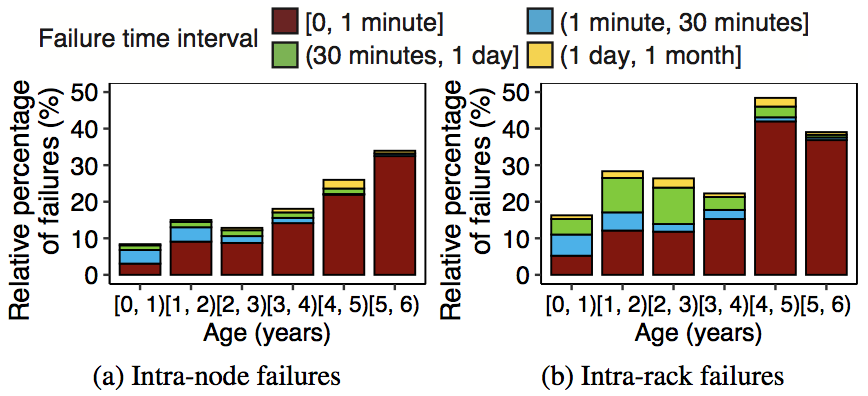 Failure time interval
[0, 1 minute]
(1 minute, 30 minutes]
(30 minutes, 1 day]
(1 day, 1 month]
Relative percentage
of failures (%)
50
40
30
20
10
0
[0, 1)[1, 2)[2, 3)[3, 4)[4, 5)[5, 6)
Age (years)
(a) Intra-node failures
Relative percentage
of failures (%)
50
40
30
20
10
0
[0, 1)[1, 2)[2, 3)[3, 4)[4, 5)[5, 6)
Age (years)
(b) Intra-rack failures